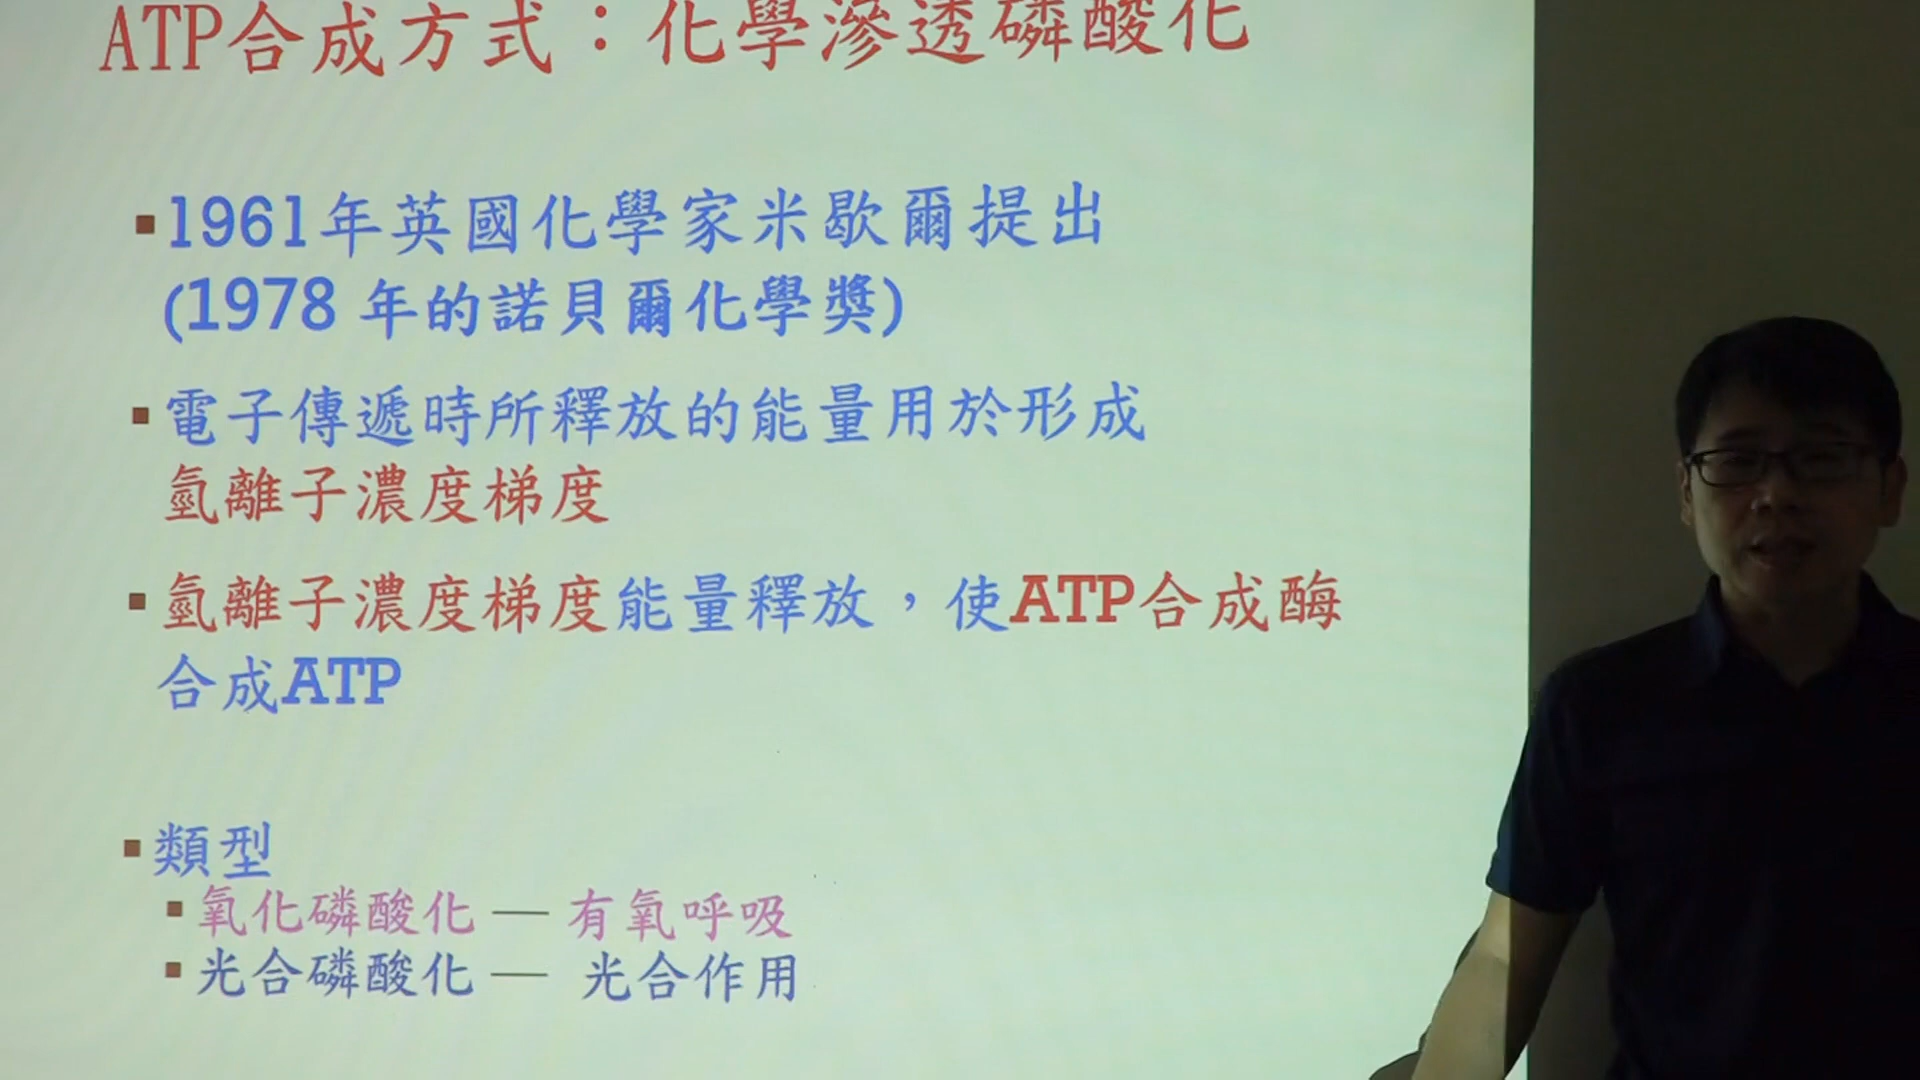 ATP合成方式：化學滲透磷酸化
▪1961年英國化學家米歇爾提出
(1978 年的諾貝爾化學獎)
▪電子傳遞時所釋放的能量用於形成
氫離子濃度梯度
▪氫離子濃度梯度能量釋放，使ATP合成酶
合成ATP
▪類型
▪氧化磷酸化 — 有氧呼吸
▪光合磷酸化 — 光合作用